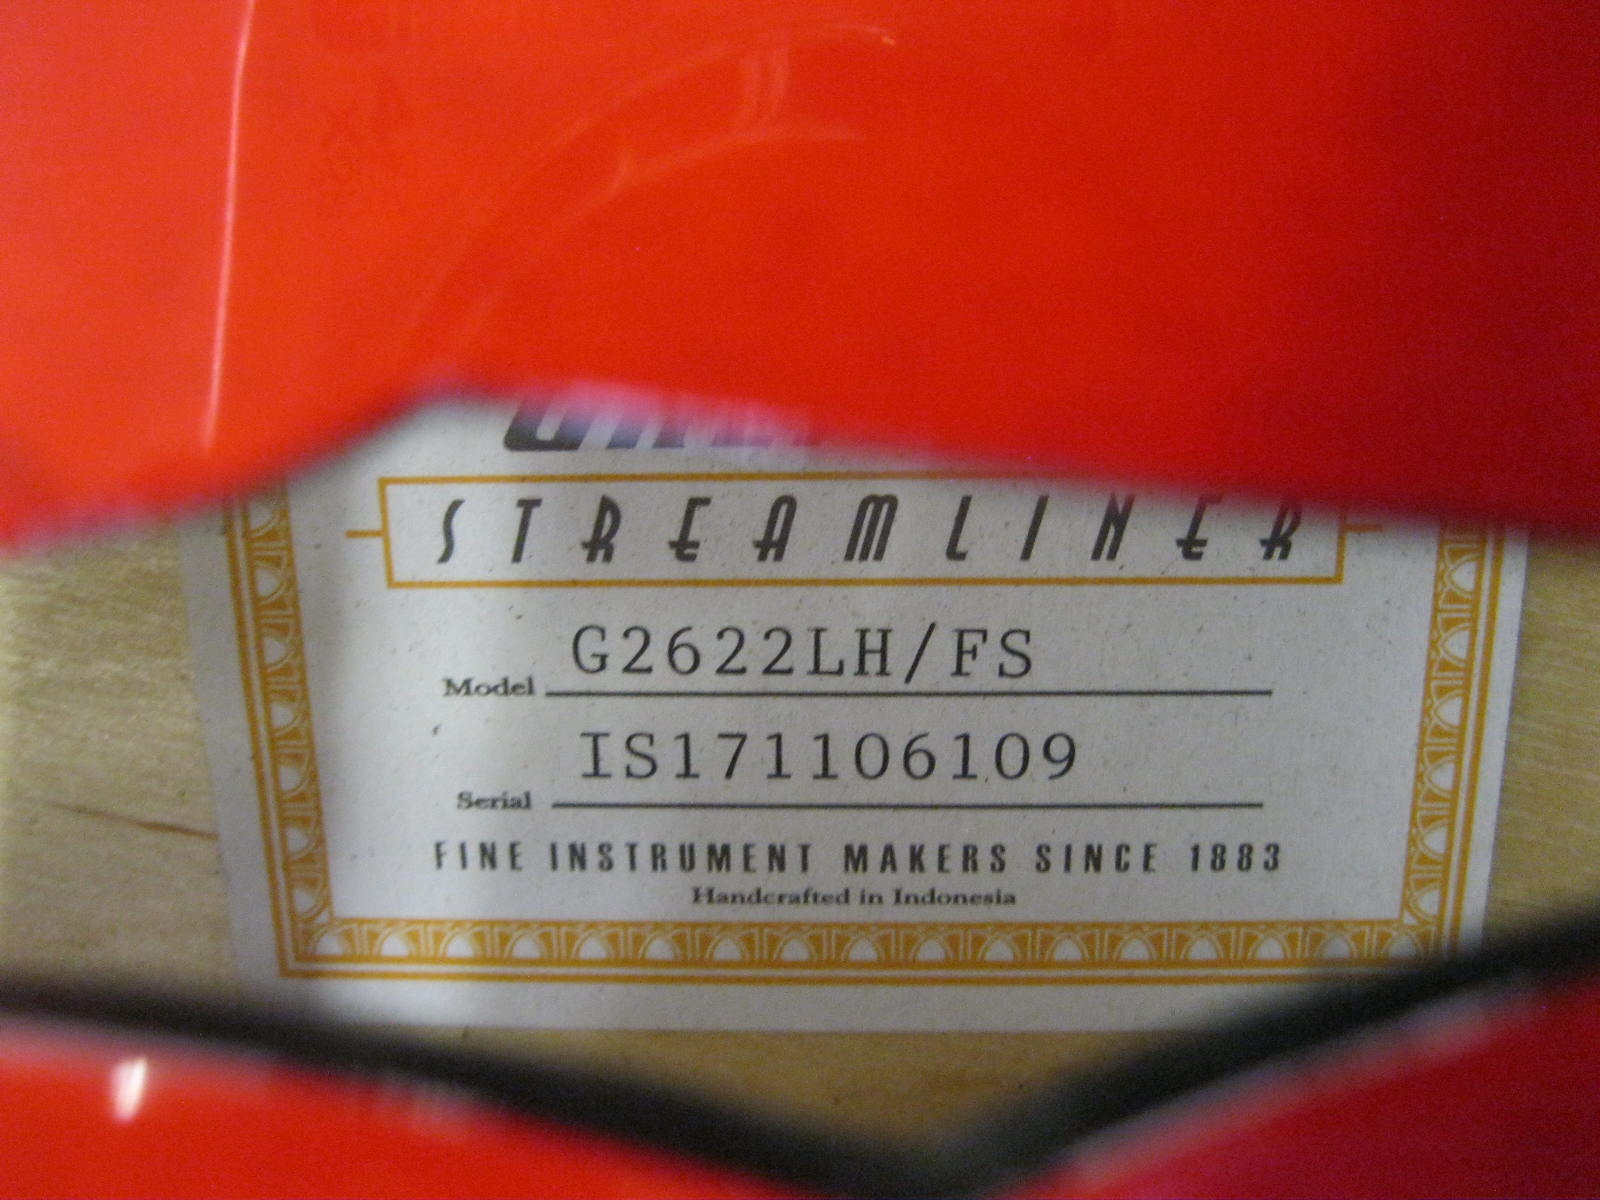 STREAMLINER
Model G2622LH/FS
Serial IS171106109
FINE INSTRUMENT MAKERS SINCE 1883
Handcrafted in Indonesia